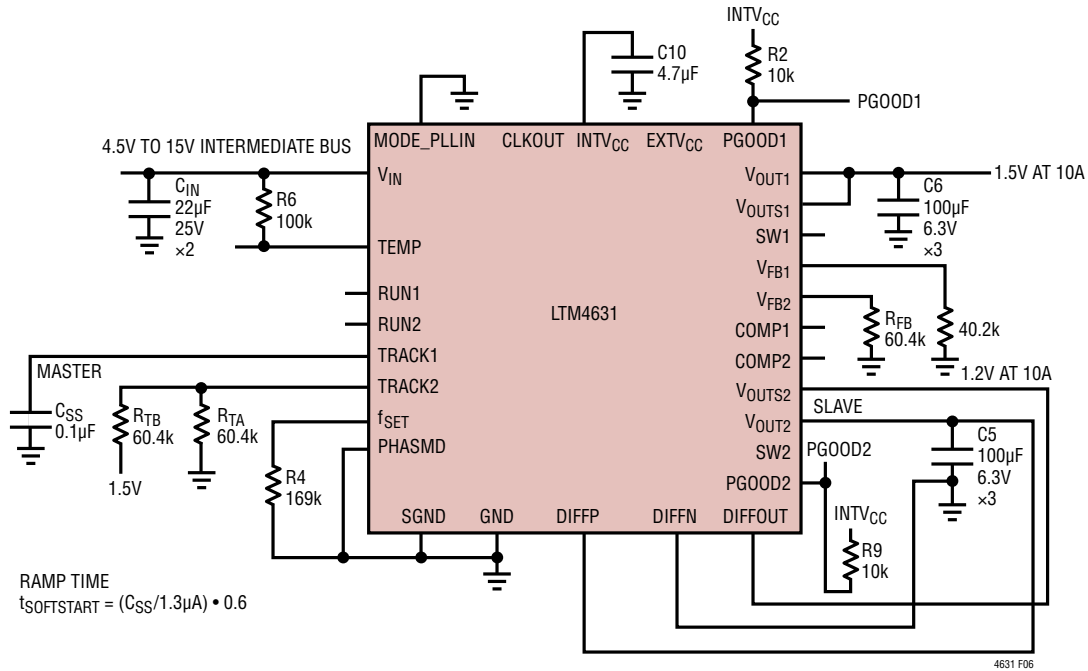 INTVCC
R2
10k
C10
4.7µF
PGOOD1
MODE_PLLIN
CLKOUT
INTVCC
EXTVCC
PGOOD1
4.5V TO 15V INTERMEDIATE BUS
CIN
22µF
25V
×2
R6
100k
VIN
TEMP
RUN1
RUN2
TRACK1
TRACK2
fSET
PHASMD
LTM4631
VOUT1
VOUTS1
SW1
VFB1
VFB2
COMP1
COMP2
VOUTS2
VOUT2
SW2
PGOOD2
1.5V AT 10A
C6
100µF
6.3V
×3
RFB
60.4k
40.2k
1.2V AT 10A
SLAVE
MASTER
CSS
0.1µF
RTB
60.4k
RTA
60.4k
1.5V
R4
169k
PGOOD2
C5
100µF
6.3V
×3
SGND
GND
DIFFP
DIFFN
DIFFOUT
INTVCC
R9
10k
RAMP TIME
tSOFTSTART = (CSS/1.3µA) • 0.6
4631 F06